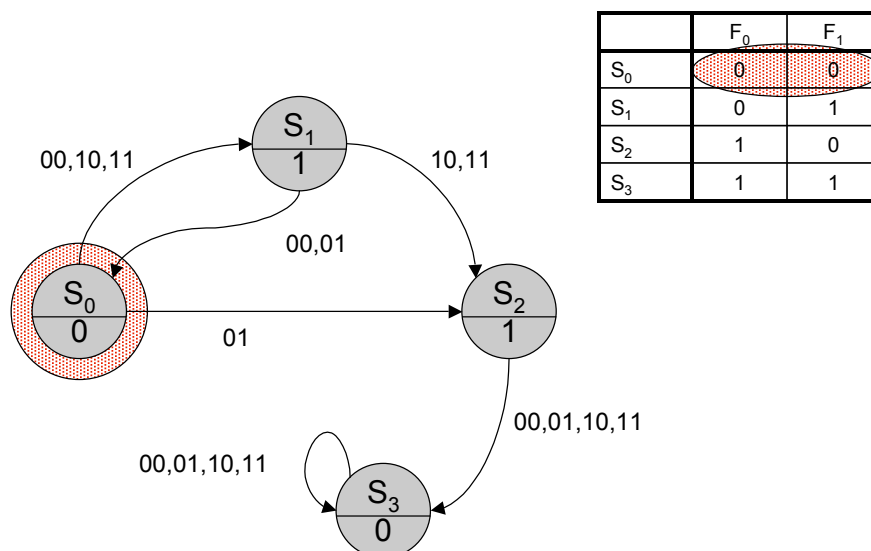 F₀ F₁
S₀ 0 0
S₁ 0 1
S₂ 1 0
S₃ 1 1
S₁
1
00,10,11
10,11
00,01
S₀
0
01
S₂
1
00,01,10,11
00,01,10,11
S₃
0